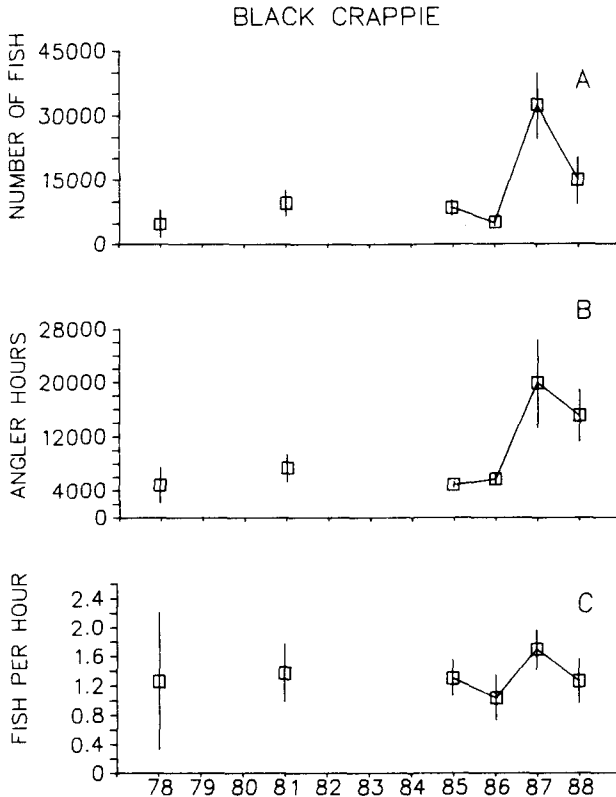 BLACK CRAPPIE
NUMBER OF FISH
45000
30000
15000
0
A
ANGLER HOURS
28000
20000
12000
4000
0
B
FISH PER HOUR
2.4
2.0
1.6
1.2
0.8
0.4
0
C
78 79 80 81 82 83 84 85 86 87 88